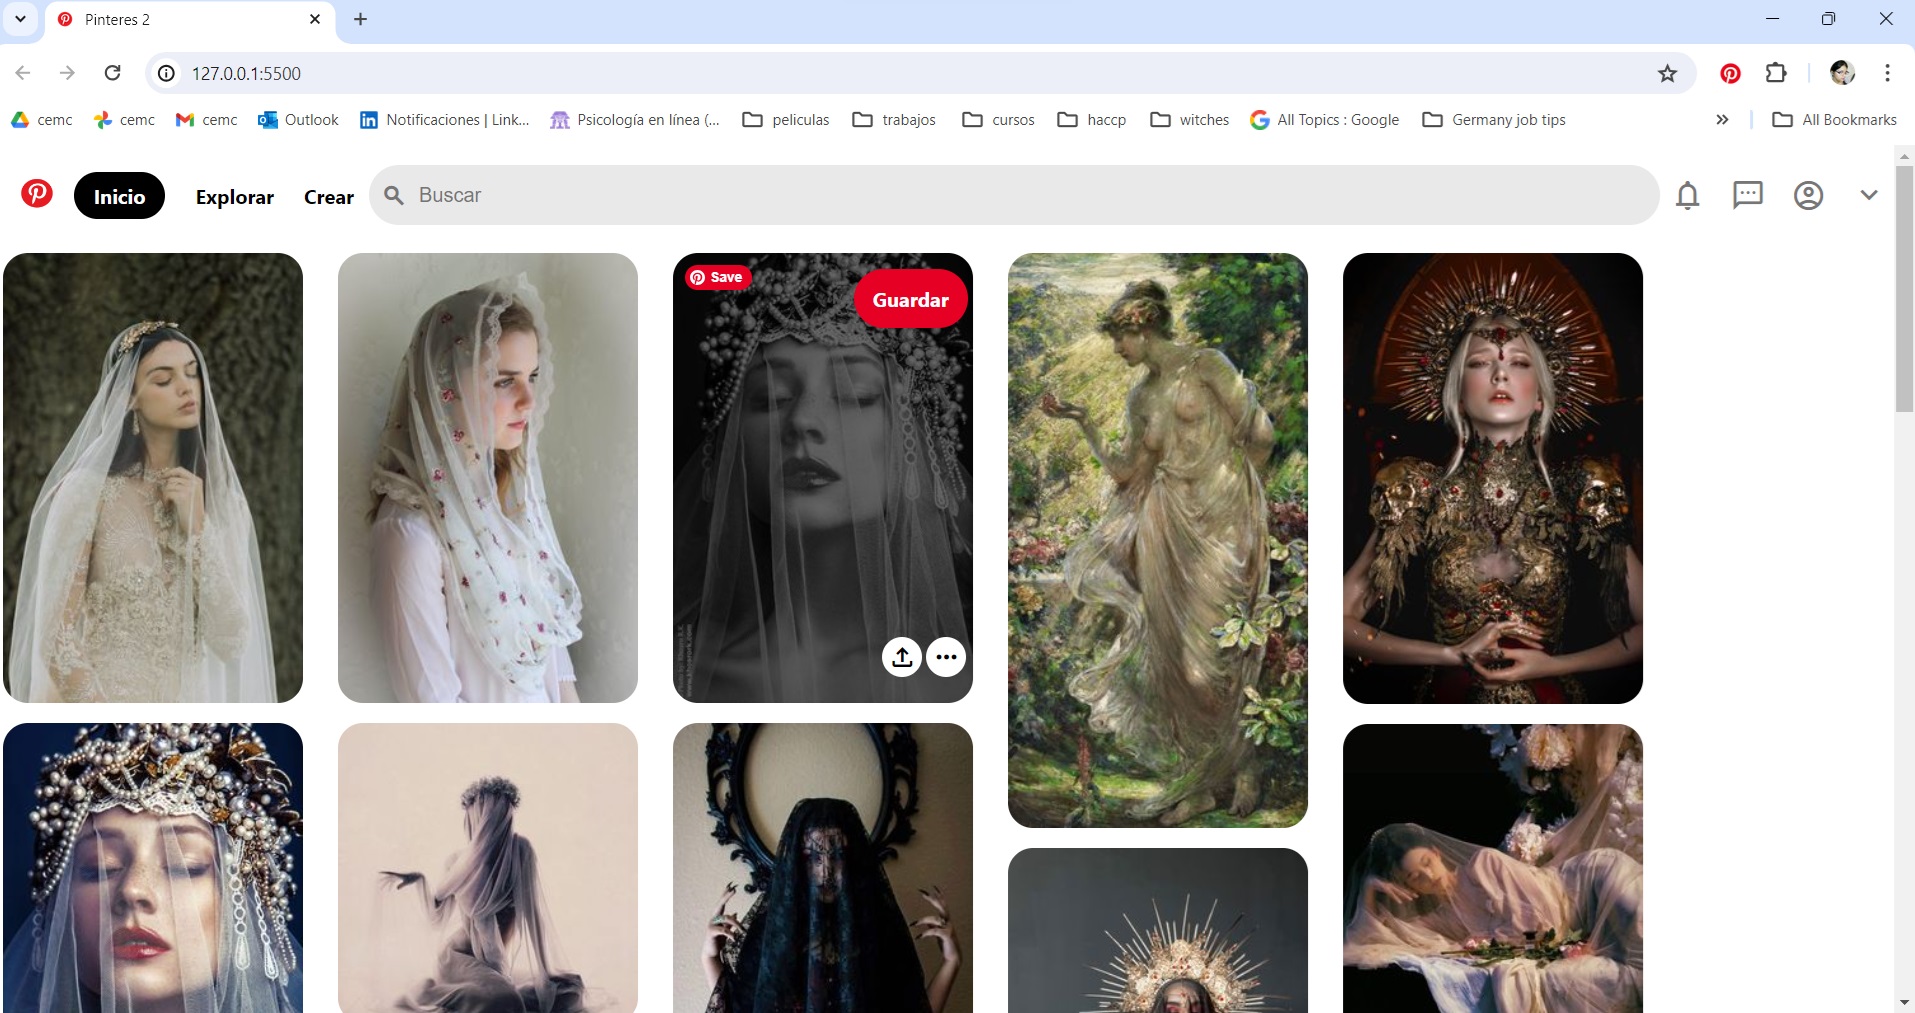 Pinteres 2
127.0.0.1:5500
cemc
cemc
cemc
Outlook
Notificaciones | Link...
Psicología en línea (...
peliculas
trabajos
cursos
haccp
witches
All Topics : Google
Germany job tips
All Bookmarks
Inicio
Explorar
Crear
Buscar
Save
Guardar